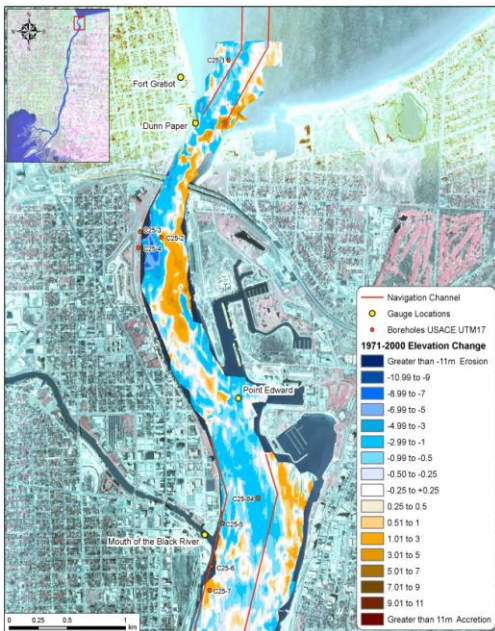 N
C25-1
Fort Gratiot
Dunn Paper
C25-3
C25-2
C25-4
Navigation Channel
Gauge Locations
Boreholes USACE UTM17
1971-2000 Elevation Change
Greater than -11m Erosion
-10.99 to -9
-8.99 to -7
-6.99 to -5
-4.99 to -3
-2.99 to -1
-0.99 to -0.5
-0.50 to -0.25
-0.25 to +0.25
0.25 to 0.5
0.51 to 1
1.01 to 3
3.01 to 5
5.01 to 7
7.01 to 9
9.01 to 11
Greater than 11m Accretion
Point Edward
C25-84
C25-5
Mouth of the Black River
C25-6
C25-7
0 0.25 0.5 1
km